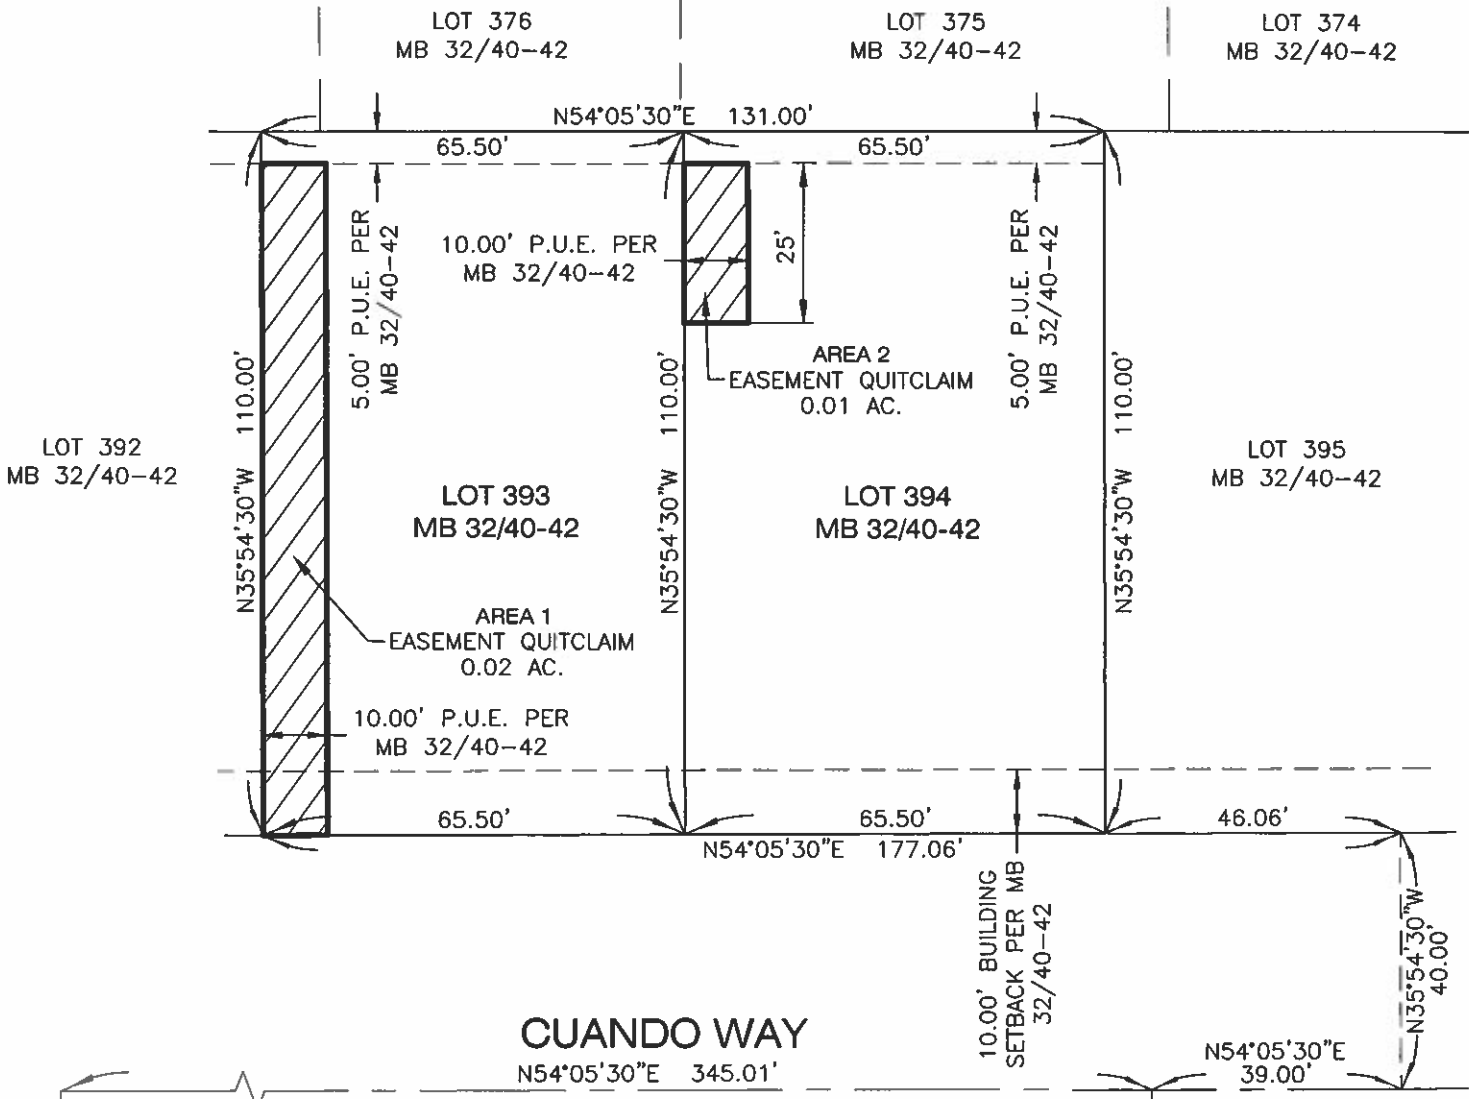 LOT 376
MB 32/40-42
LOT 375
MB 32/40-42
LOT 374
MB 32/40-42
N54°05'30"E 131.00'
65.50'
65.50'
5.00' P.U.E. PER
MB 32/40-42
10.00' P.U.E. PER
MB 32/40-42
25'
5.00' P.U.E. PER
MB 32/40-42
AREA 2
EASEMENT QUITCLAIM
0.01 AC.
N35°54'30"W 110.00'
N35°54'30"W 110.00'
N35°54'30"W 110.00'
LOT 392
MB 32/40-42
LOT 393
MB 32/40-42
LOT 394
MB 32/40-42
LOT 395
MB 32/40-42
AREA 1
EASEMENT QUITCLAIM
0.02 AC.
10.00' P.U.E. PER
MB 32/40-42
65.50'
65.50'
46.06'
N54°05'30"E 177.06'
10.00' BUILDING
SETBACK PER MB
32/40-42
N35°54'30"W
40.00'
CUANDO WAY
N54°05'30"E 345.01'
N54°05'30"E
39.00'